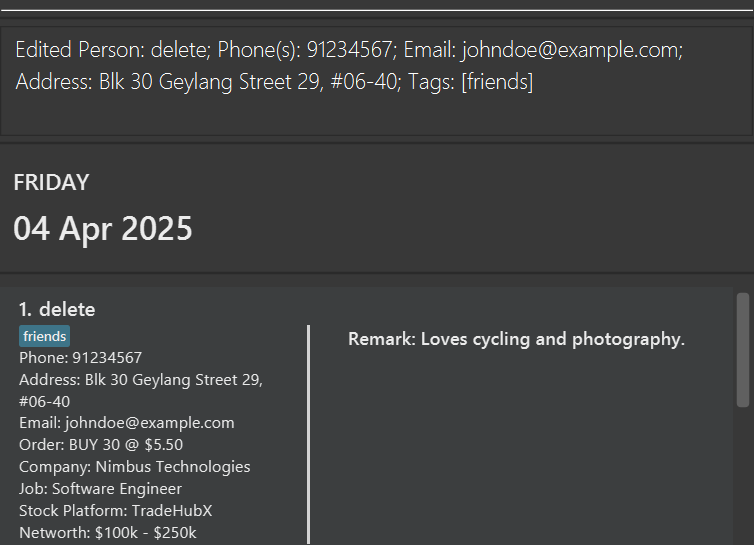 Edited Person: delete; Phone(s): 91234567; Email: johndoe@example.com;
Address: Blk 30 Geylang Street 29, #06-40; Tags: [friends]
FRIDAY
04 Apr 2025
1. delete
friends
Phone: 91234567
Address: Blk 30 Geylang Street 29,
#06-40
Email: johndoe@example.com
Order: BUY 30 @ $5.50
Company: Nimbus Technologies
Job: Software Engineer
Stock Platform: TradeHubX
Networth: $100k - $250k
Remark: Loves cycling and photography.